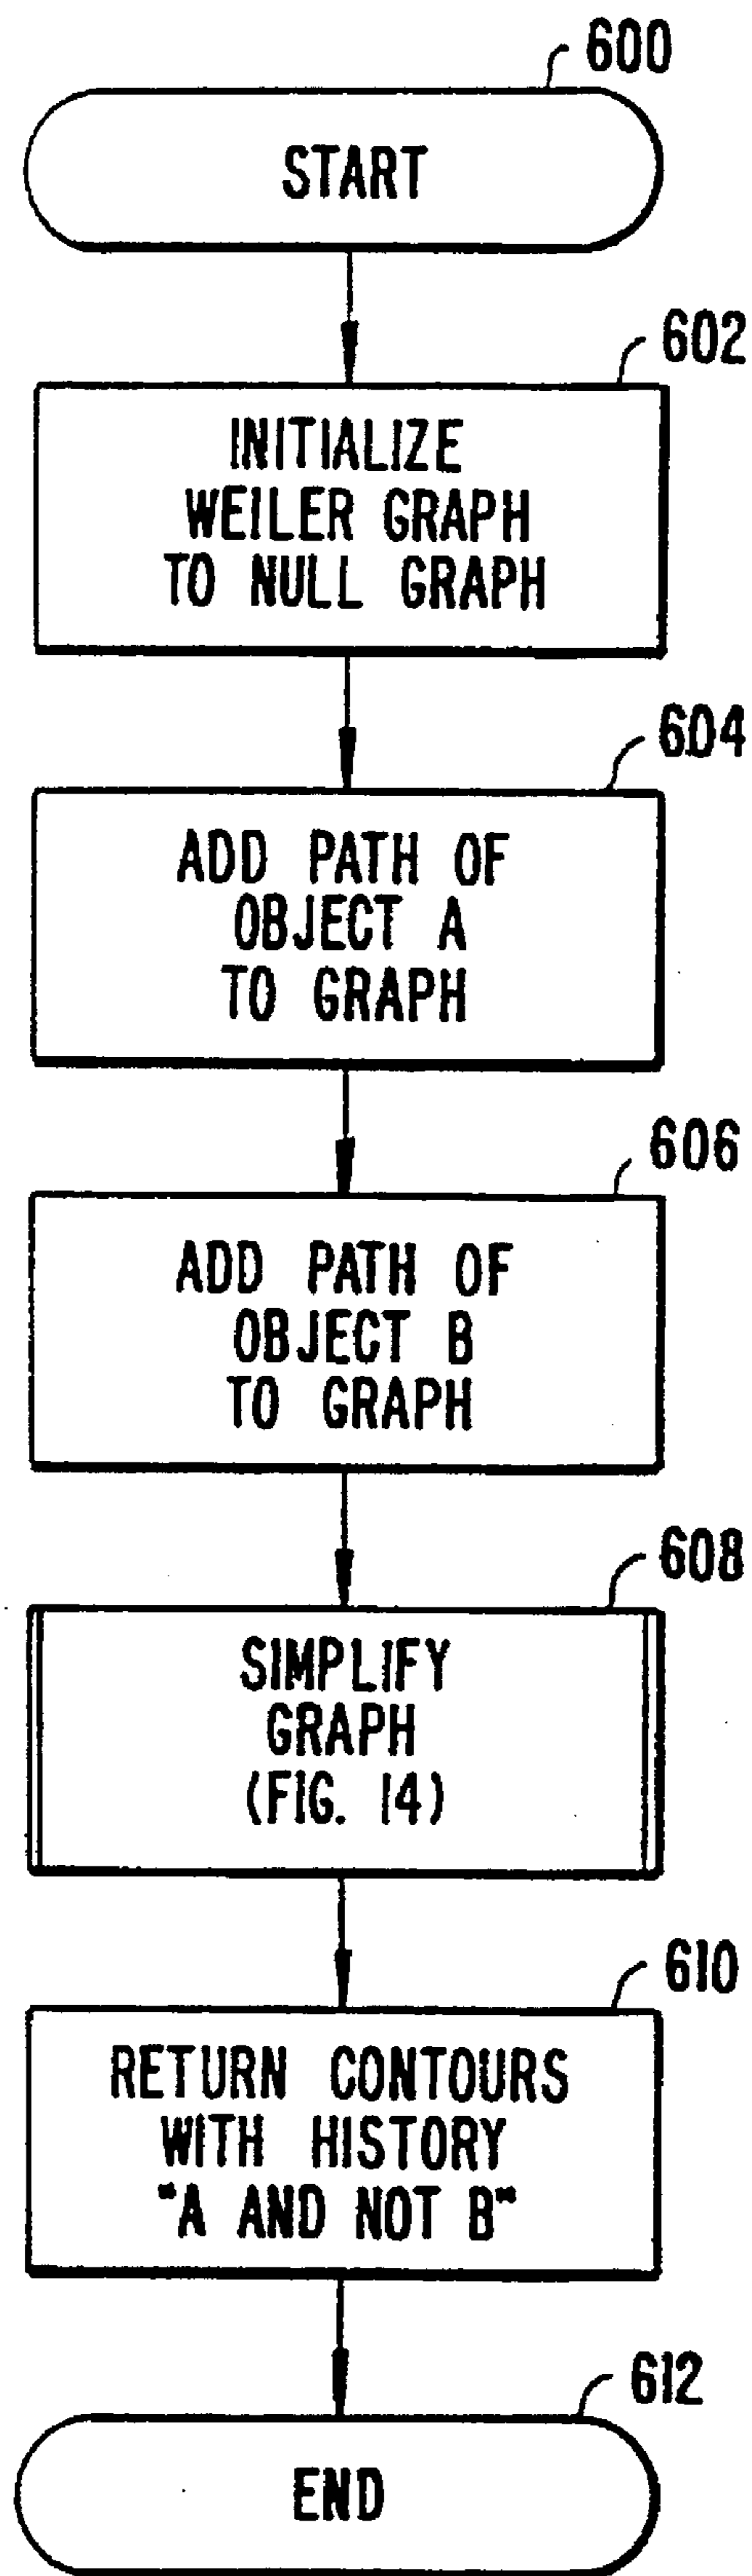 600
START
602
INITIALIZE
WEILER GRAPH
TO NULL GRAPH
604
ADD PATH OF
OBJECT A
TO GRAPH
606
ADD PATH OF
OBJECT B
TO GRAPH
608
SIMPLIFY
GRAPH
(FIG. 14)
610
RETURN CONTOURS
WITH HISTORY
"A AND NOT B"
612
END